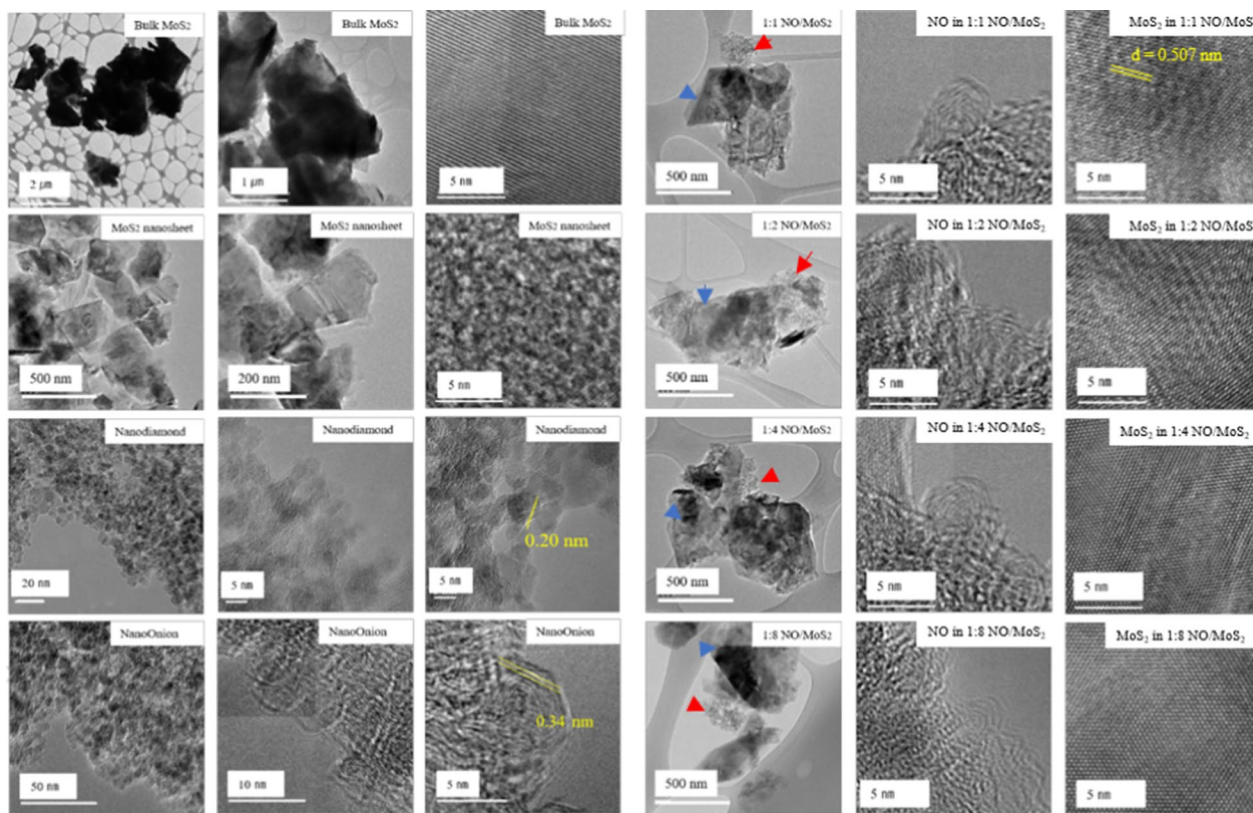 Bulk MoS₂
2 μm
Bulk MoS₂
1 μm
Bulk MoS₂
5 nm
1:1 NO/MoS₂
500 nm
NO in 1:1 NO/MoS₂
5 nm
MoS₂ in 1:1 NO/MoS
d = 0.507 nm
5 nm
MoS₂ nanosheet
500 nm
MoS₂ nanosheet
200 nm
MoS₂ nanosheet
5 nm
1:2 NO/MoS₂
500 nm
NO in 1:2 NO/MoS₂
5 nm
MoS₂ in 1:2 NO/MoS
5 nm
Nanodiamond
20 nm
Nanodiamond
5 nm
Nanodiamond
0.20 nm
5 nm
1:4 NO/MoS₂
500 nm
NO in 1:4 NO/MoS₂
5 nm
MoS₂ in 1:4 NO/MoS₂
5 nm
NanoOnion
50 nm
NanoOnion
10 nm
NanoOnion
0.34 nm
5 nm
1:8 NO/MoS₂
500 nm
NO in 1:8 NO/MoS₂
5 nm
MoS₂ in 1:8 NO/MoS₂
5 nm